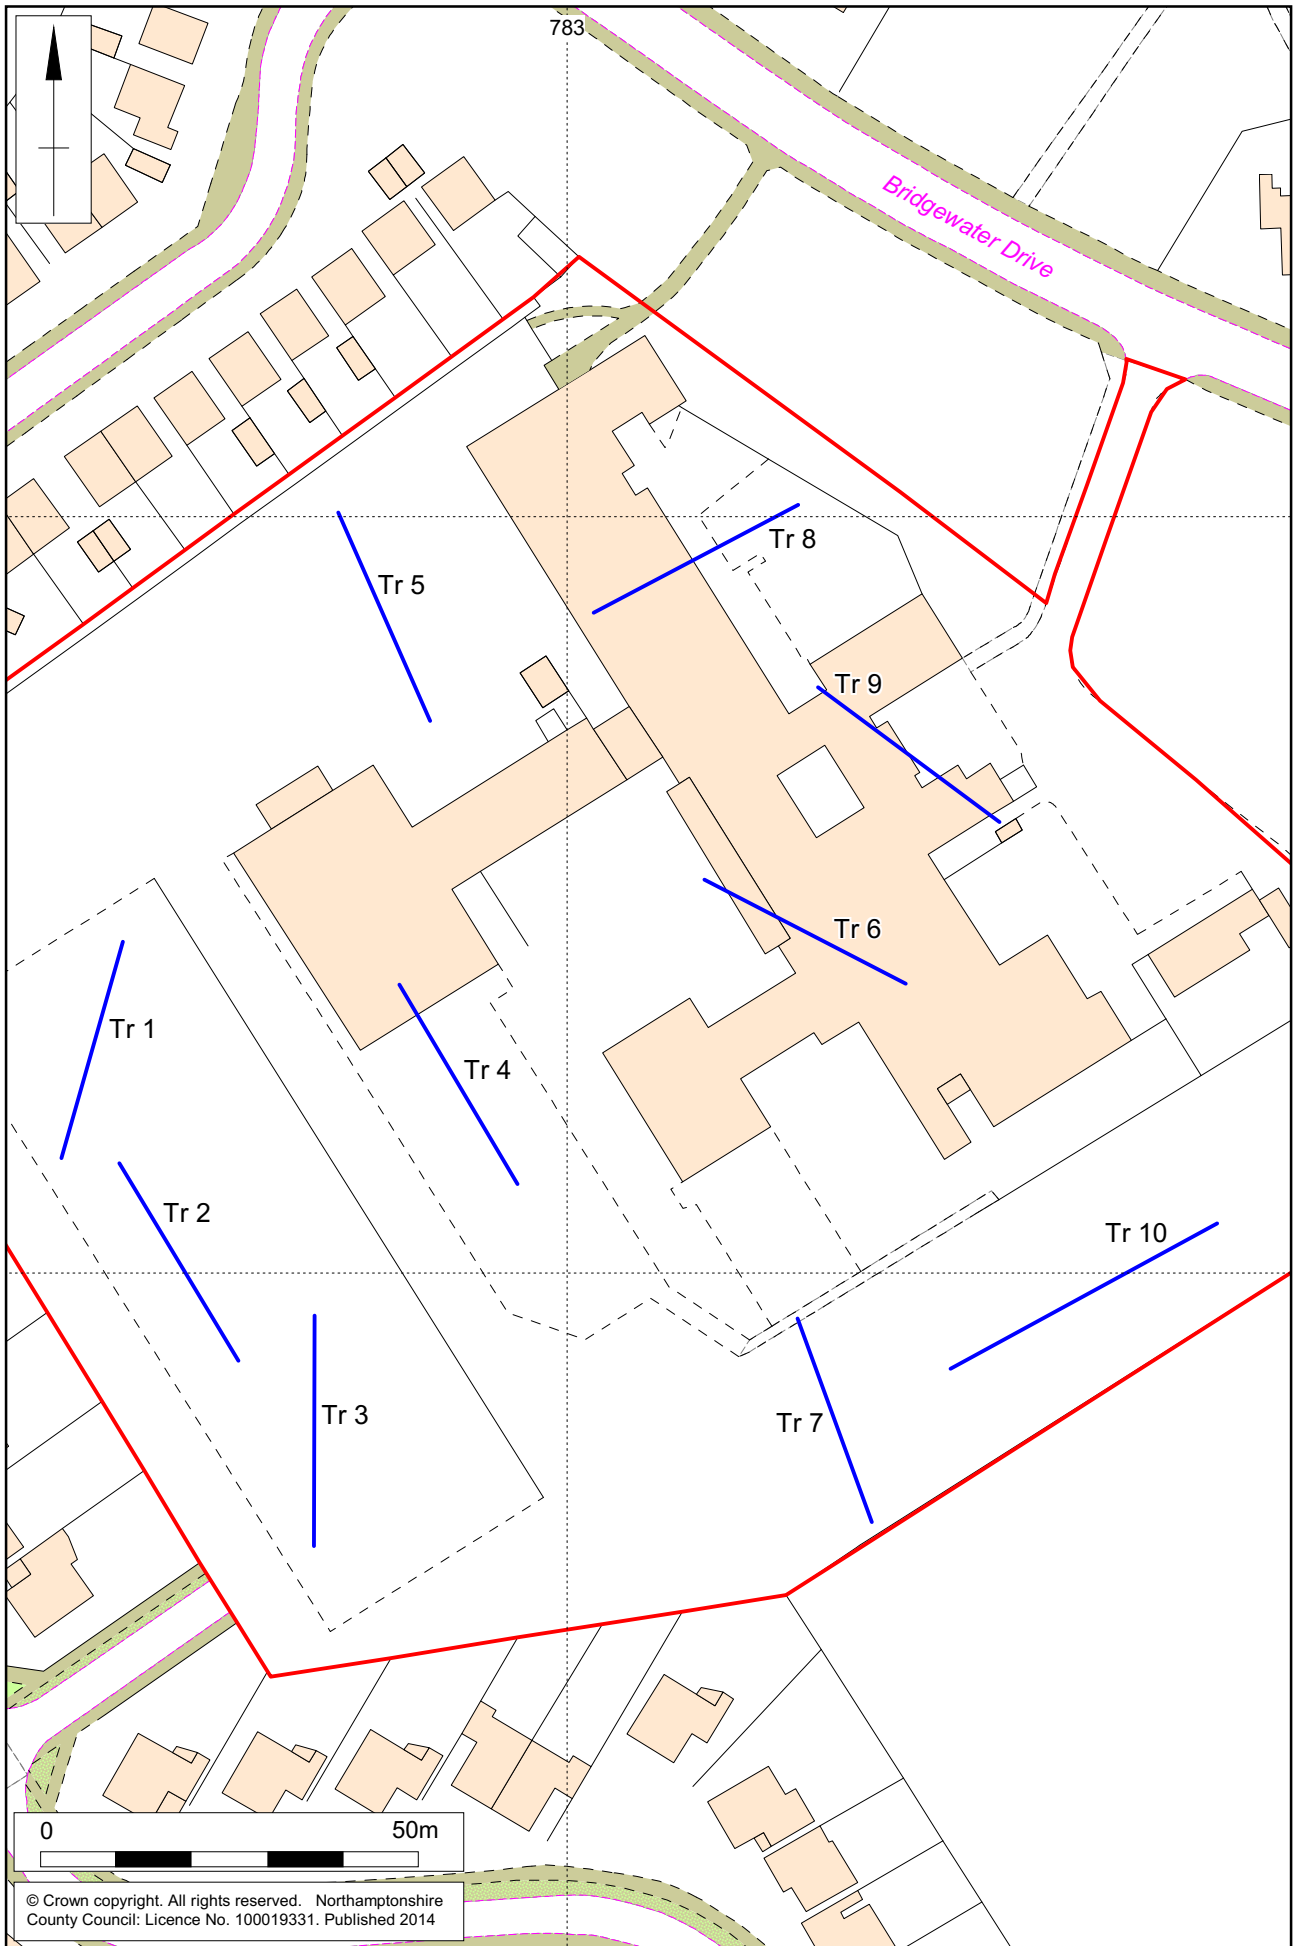 783
Bridgewater Drive
Tr 8
Tr 5
Tr 9
Tr 6
Tr 1
Tr 4
Tr 2
Tr 10
Tr 3
Tr 7
0 50m
© Crown copyright. All rights reserved. Northamptonshire
County Council: Licence No. 100019331. Published 2014